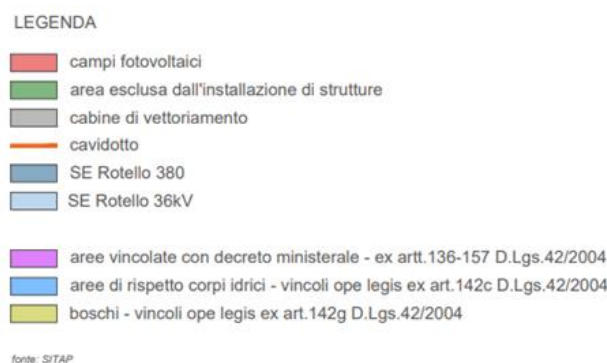 LEGENDA
campi fotovoltaici
area esclusa dall'installazione di strutture
cabine di vettoriamento
cavidotto
SE Rotello 380
SE Rotello 36kV
aree vincolate con decreto ministerale - ex artt.136-157 D.Lgs.42/2004
aree di rispetto corpi idrici - vincoli ope legis ex art.142c D.Lgs.42/2004
boschi - vincoli ope legis ex art.142g D.Lgs.42/2004
fonte: SITAP